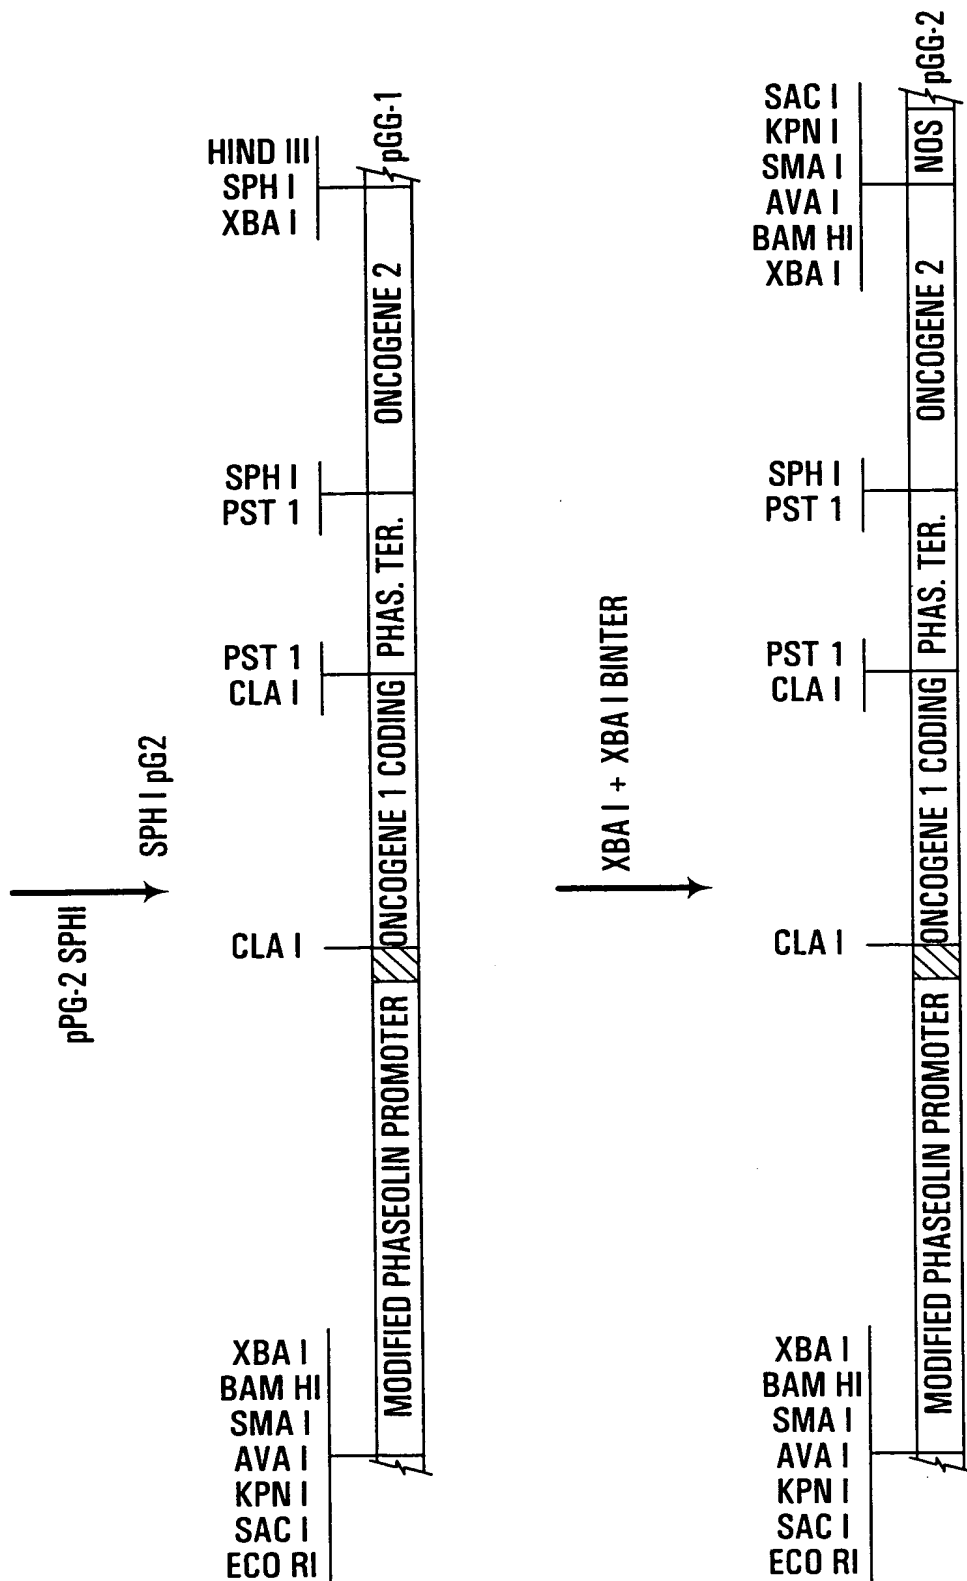 pPG-2 SPHI
SPH I pG2
HIND III
SPH I
XBA I
SPH I
PST 1
PST 1
CLA I
CLA I
XBA I
BAM HI
SMA I
AVA I
KPN I
SAC I
ECO RI
MODIFIED PHASEOLIN PROMOTER
ONCOGENE 1 CODING
PHAS. TER.
ONCOGENE 2
pGG-1
XBA I + XBA I BINTER
SAC I
KPN I
SMA I
AVA I
BAM HI
XBA I
SPH I
PST 1
PST 1
CLA I
CLA I
XBA I
BAM HI
SMA I
AVA I
KPN I
SAC I
ECO RI
MODIFIED PHASEOLIN PROMOTER
ONCOGENE 1 CODING
PHAS. TER.
ONCOGENE 2
NOS
pGG-2